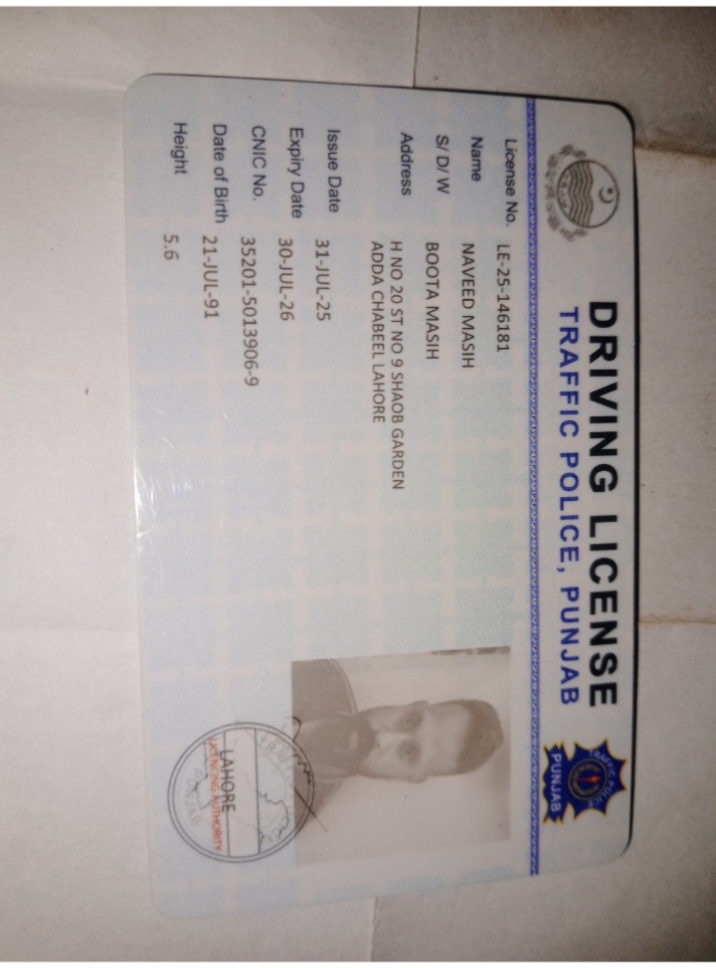 DRIVING LICENSE
TRAFFIC POLICE, PUNJAB
PUNJAB
License No. LE-25-146181
Name NAVEED MASIH
S/ D/ W BOOTA MASIH
Address H NO 20 ST NO 9 SHAOB GARDEN
ADDA CHABEEL LAHORE
Issue Date 31-JUL-25
Expiry Date 30-JUL-26
CNIC No. 35201-5013906-9
Date of Birth 21-JUL-91
Height 5.6
LAHORE
LICENCING AUTHORITY